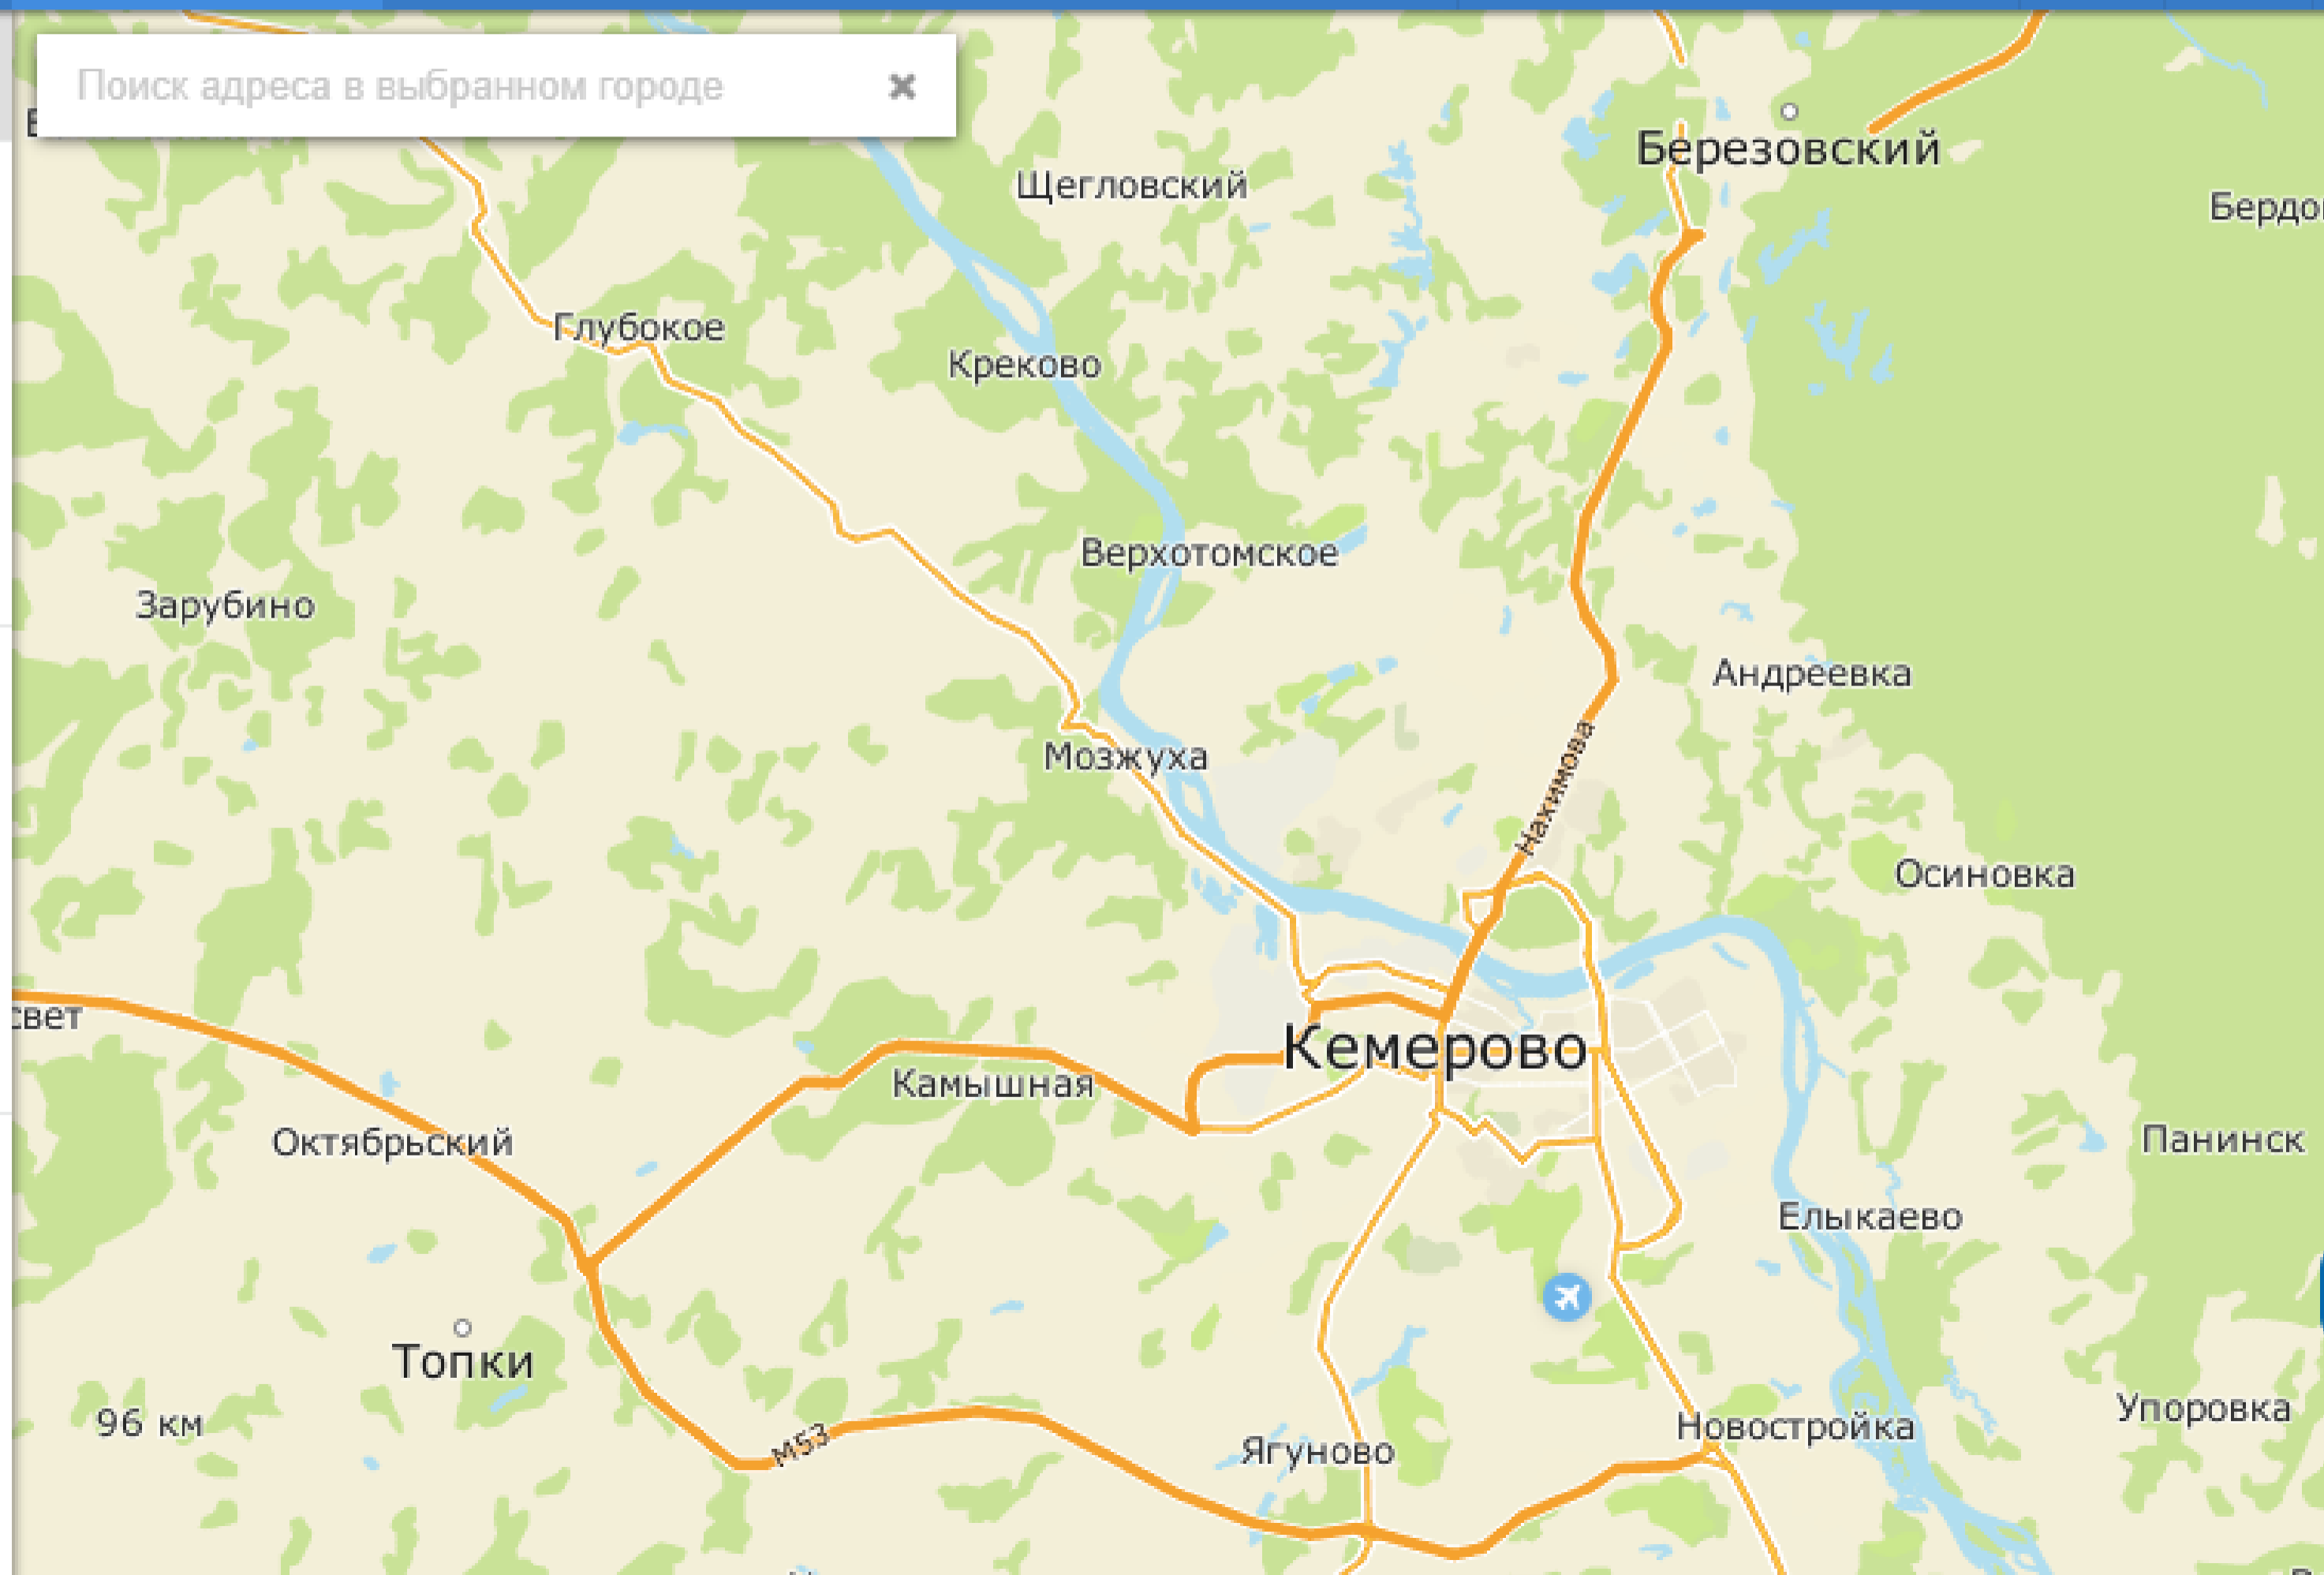 Поиск адреса в выбранном городе
Березовский
Щегловский
Глубокое
Креково
Верхотомское
Зарубино
Андреевка
Мозжуха
Нахимова
Осиновка
свет
Кемерово
Камышная
Октябрьский
Панинск
Елыкаево
Топки
96 км
М53
Ягуново
Новостройка
Упоровка